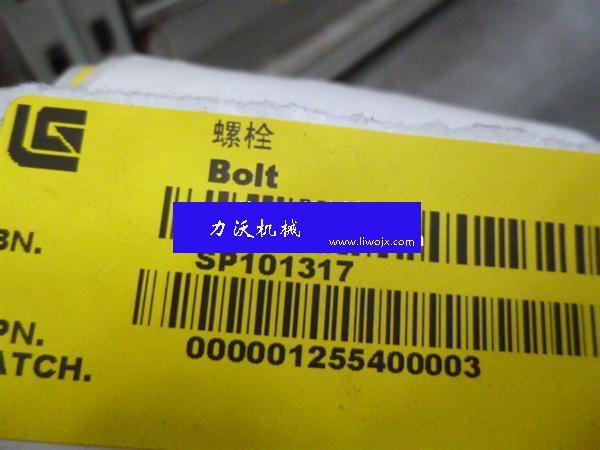 螺栓
Bolt
力沃机械
www.liwojx.com
BN.
SP101317
PN.
000001255400003
ATCH.